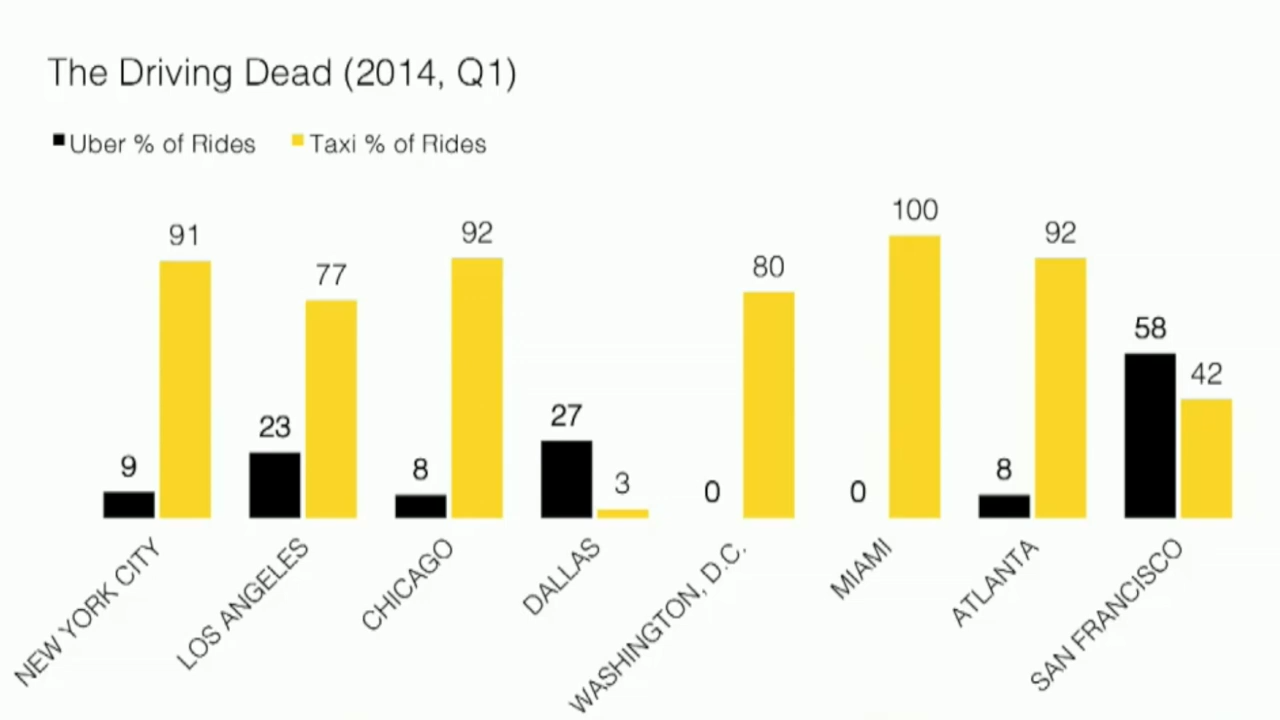 The Driving Dead (2014, Q1)
Uber % of Rides Taxi % of Rides
9 91 23 77 8 92 27 3 0 80 0 100 8 92 58 42
NEW YORK CITY
LOS ANGELES
CHICAGO
DALLAS
WASHINGTON, D.C.
MIAMI
ATLANTA
SAN FRANCISCO